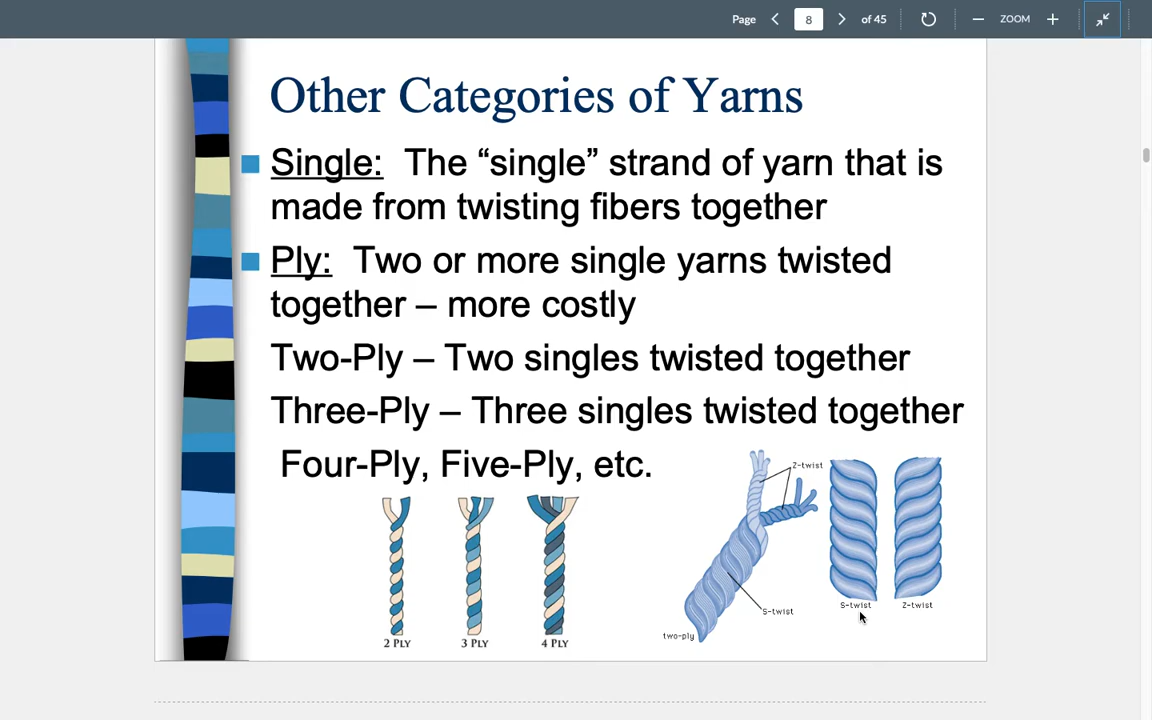 Page 8 of 45 ZOOM
Other Categories of Yarns
Single: The “single” strand of yarn that is
made from twisting fibers together
Ply: Two or more single yarns twisted
together – more costly
Two-Ply – Two singles twisted together
Three-Ply – Three singles twisted together
Four-Ply, Five-Ply, etc.
2 PLY
3 PLY
4 PLY
Z-twist
S-twist
two-ply
S-twist
Z-twist